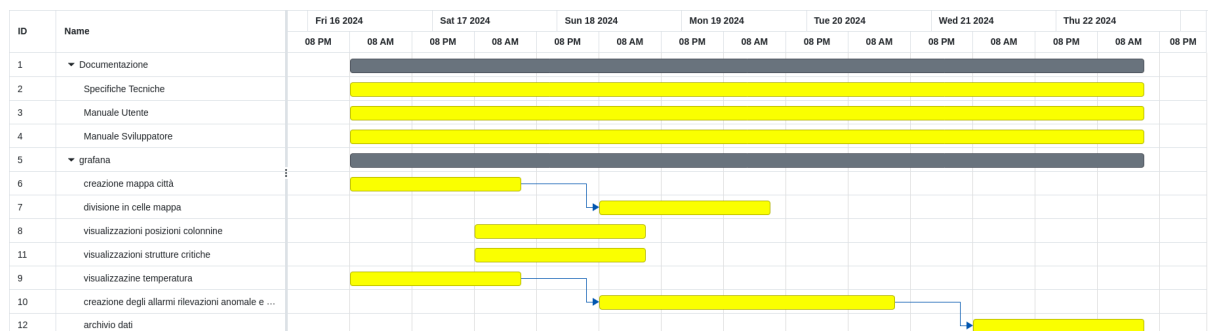 ID Name Fri 16 2024 Sat 17 2024 Sun 18 2024 Mon 19 2024 Tue 20 2024 Wed 21 2024 Thu 22 2024
08 PM 08 AM 08 PM 08 AM 08 PM 08 AM 08 PM 08 AM 08 PM 08 AM 08 PM 08 AM 08 PM 08 AM 08 PM
1 Documentazione
2 Specifiche Tecniche
3 Manuale Utente
4 Manuale Sviluppatore
5 grafana
6 creazione mappa città
7 divisione in celle mappa
8 visualizzazioni posizioni colonnine
11 visualizzazioni strutture critiche
9 visualizzazine temperatura
10 creazione degli allarmi rilevazioni anomale e ...
12 archivio dati